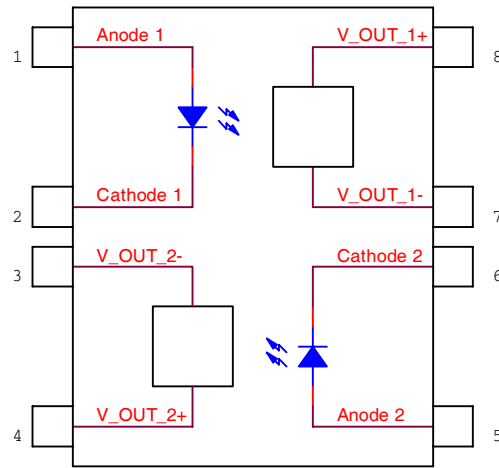 Anode 1
V_OUT_1+
1
8
Cathode 1
V_OUT_1-
2
7
V_OUT_2-
Cathode 2
3
6
V_OUT_2+
Anode 2
4
5